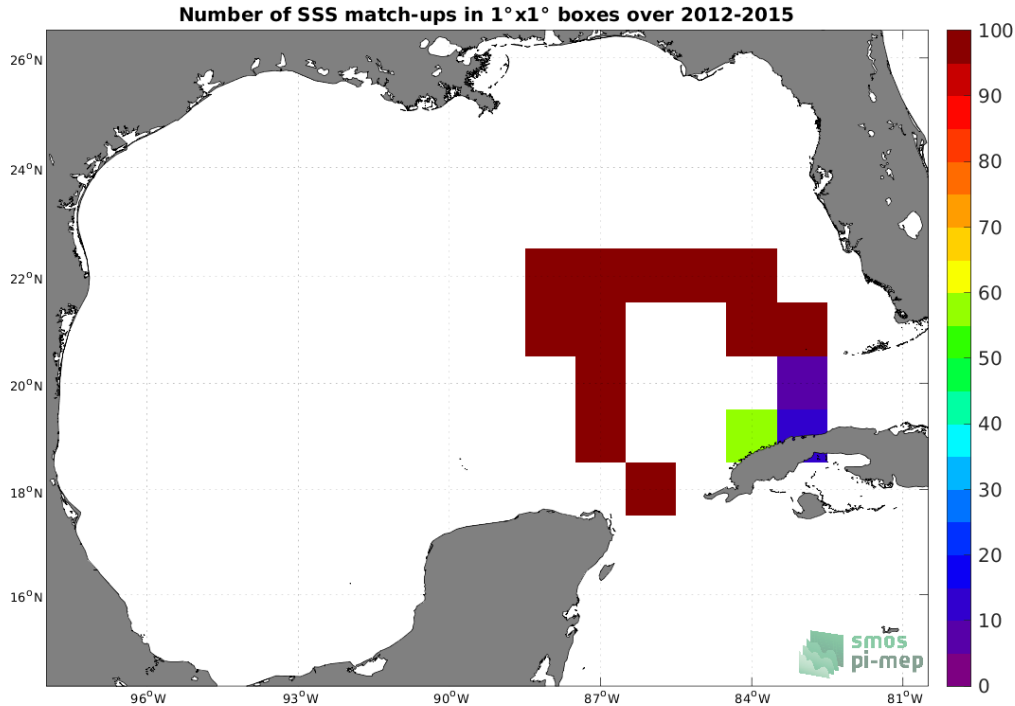 Number of SSS match-ups in 1°x1° boxes over 2012-2015
26°N
24°N
22°N
20°N
18°N
16°N
96°W
93°W
90°W
87°W
84°W
81°W
100
90
80
70
60
50
40
30
20
10
0
smos
pi-mep